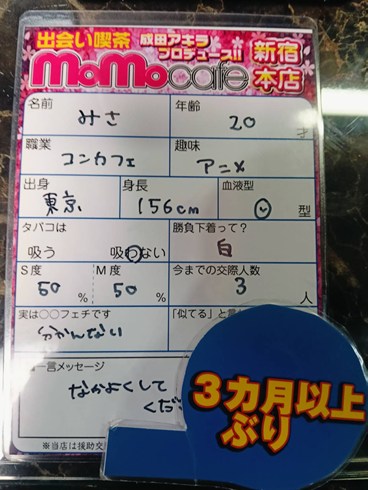 出会い喫茶 成田アキラ
プロデュース!! 新宿
MoMocafe 本店
名前 年齢
みさ 20 才
職業 趣味
コンカフェ アニメ
出身 身長 血液型
東京 156cm O 型
タバコは 勝負下着って?
吸う 吸わない 白
S度 M度 今までの交際人数
50 % 50 % 3 人
実は○○フェチです 「似てる」と
分かんない
一言メッセージ
なかよくして
くだ
3カ月以上
ぶり
※当店は援助交